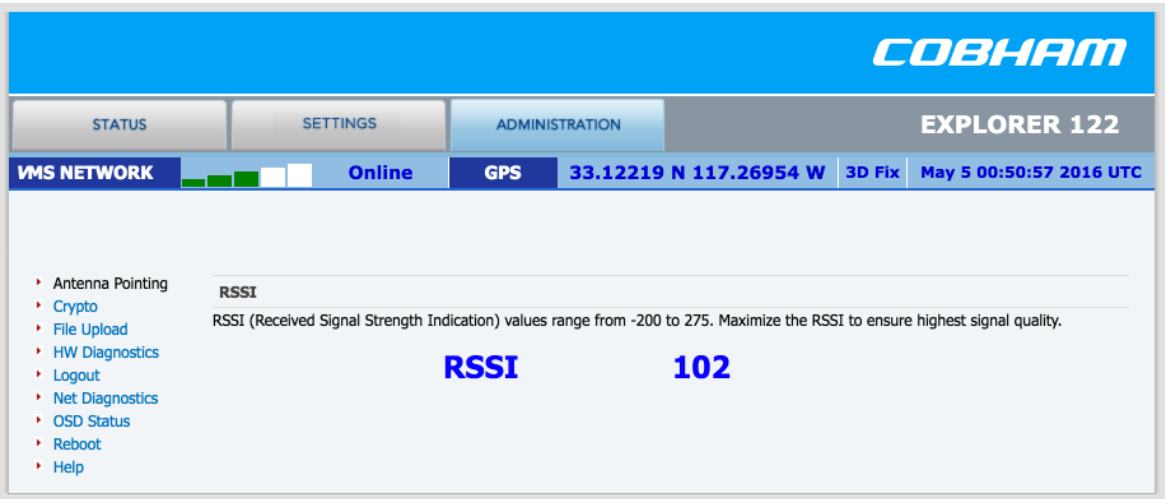 COBHAM
STATUS SETTINGS ADMINISTRATION EXPLORER 122
VMS NETWORK Online GPS 33.12219 N 117.26954 W 3D Fix May 5 00:50:57 2016 UTC
Antenna Pointing
Crypto
File Upload
HW Diagnostics
Logout
Net Diagnostics
OSD Status
Reboot
Help
RSSI
RSSI (Received Signal Strength Indication) values range from -200 to 275. Maximize the RSSI to ensure highest signal quality.
RSSI 102